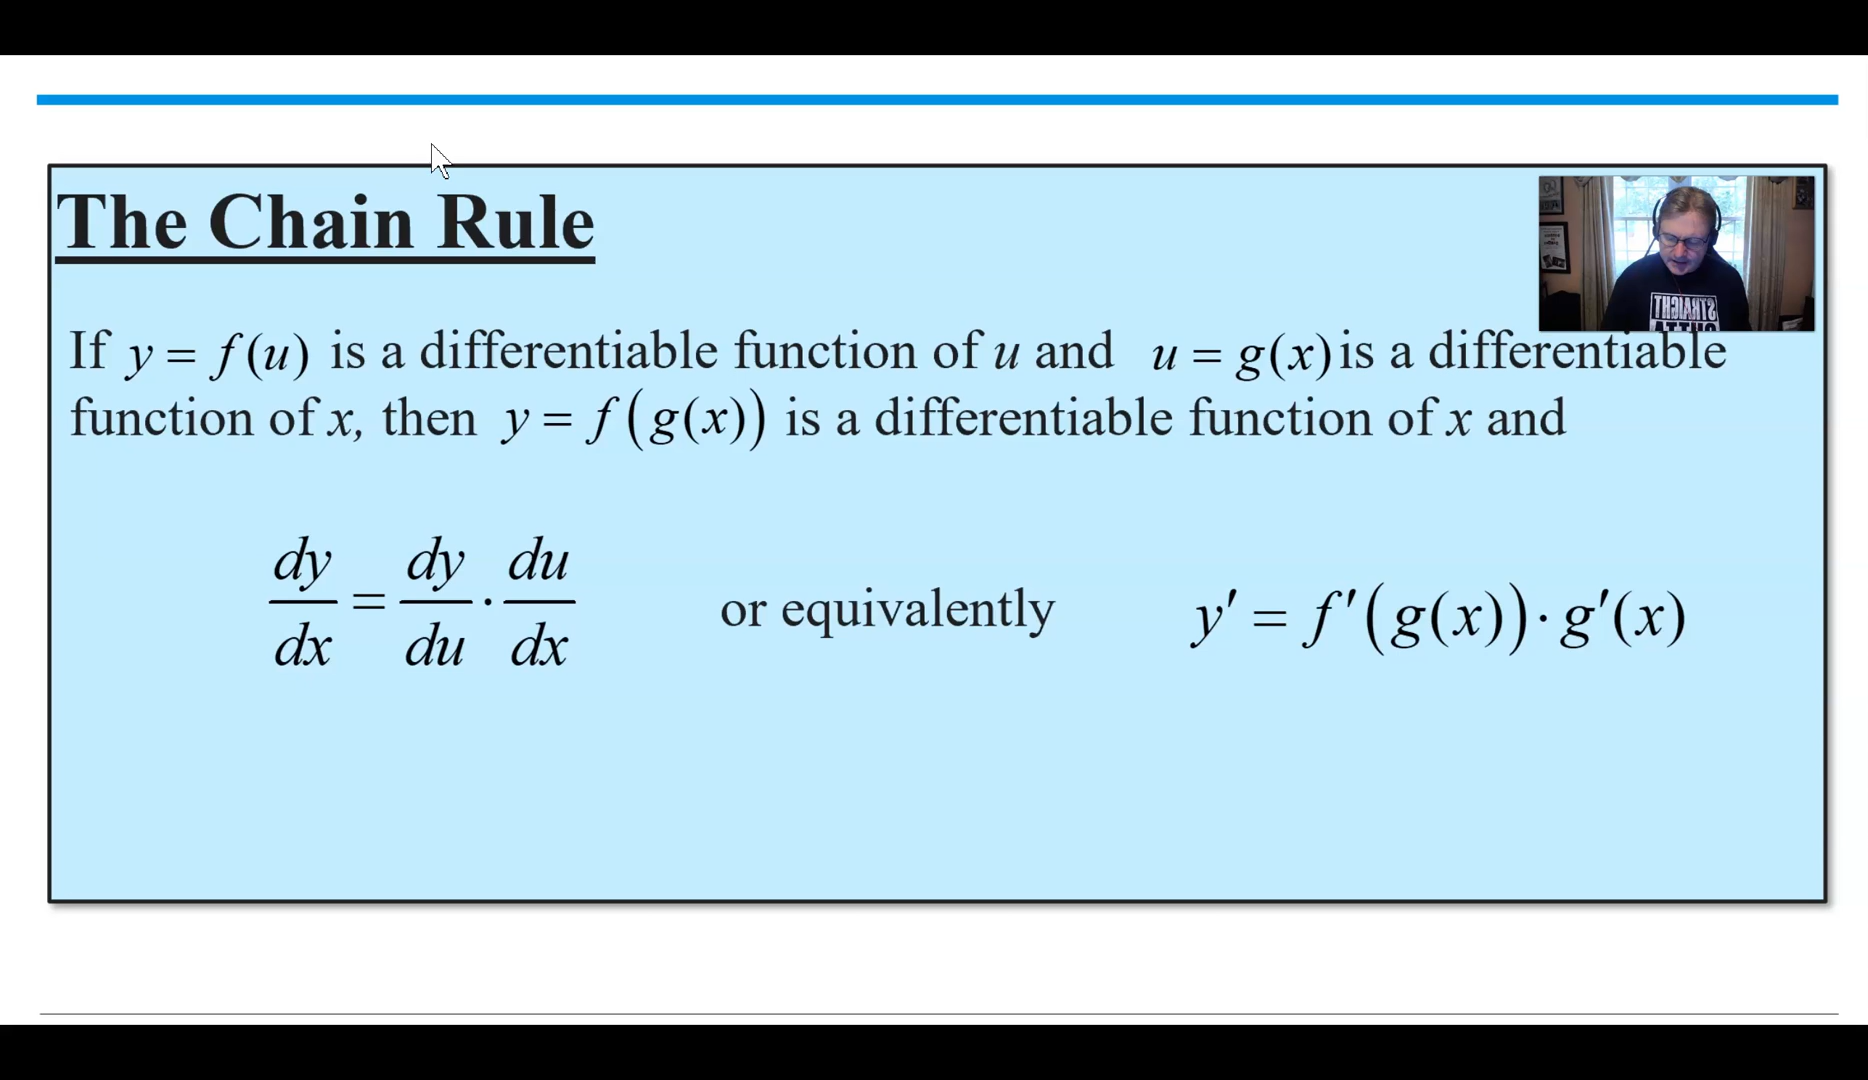 The Chain Rule
If y = f(u) is a differentiable function of u and u = g(x) is a differentiable
function of x, then y = f(g(x)) is a differentiable function of x and
dy/dx = dy/du · du/dx or equivalently y′ = f′(g(x)) · g′(x)
STRAIGHT